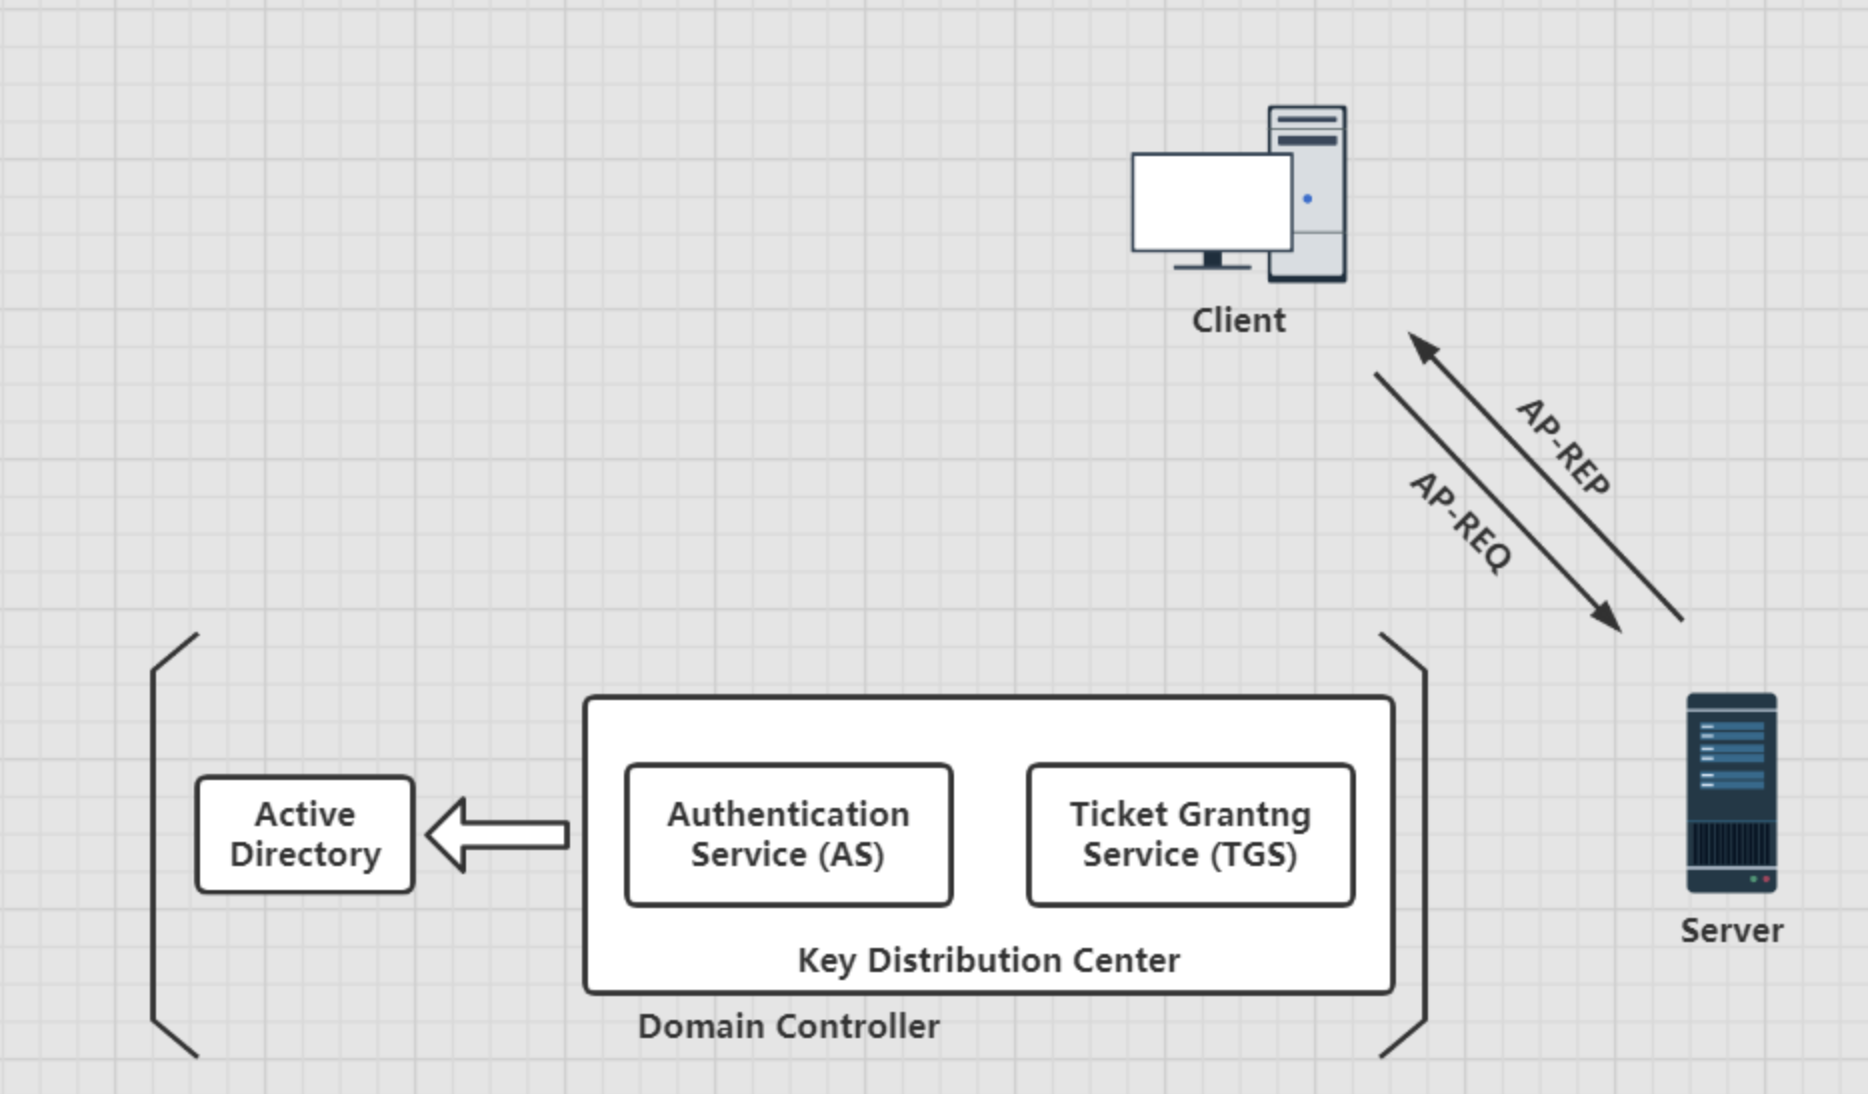 Client
AP-REP
AP-REQ
Active
Directory
Authentication
Service (AS)
Ticket Grantng
Service (TGS)
Key Distribution Center
Domain Controller
Server